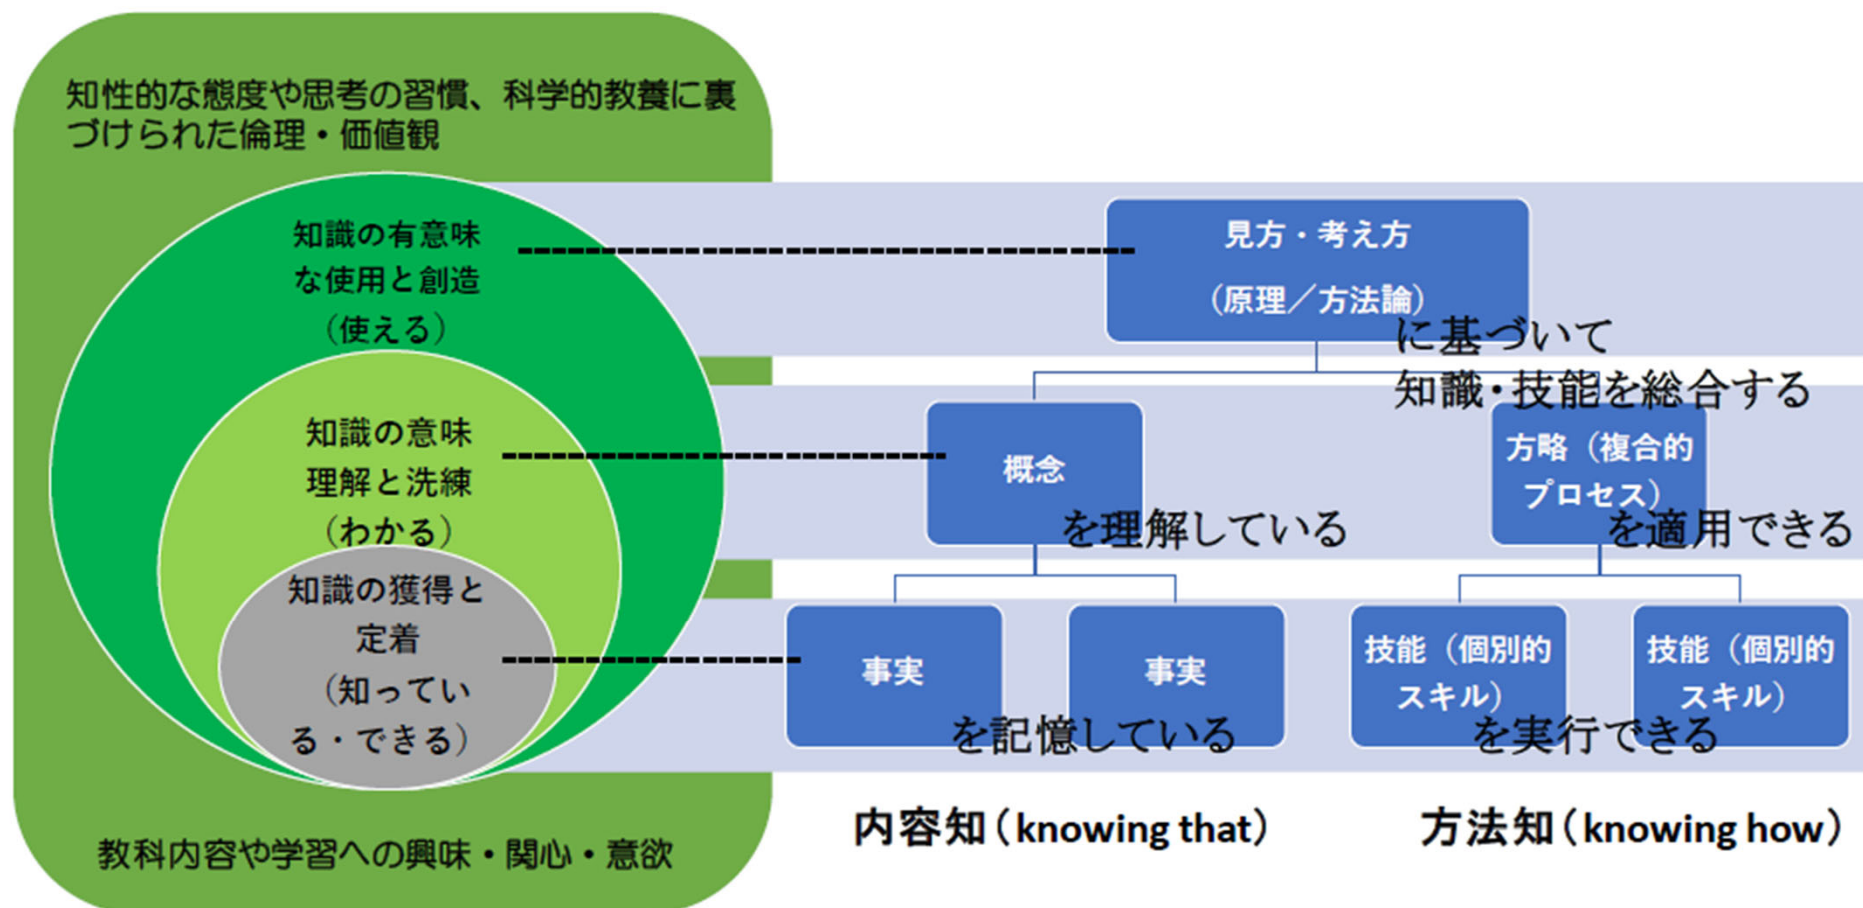 知性的な態度や思考の習慣、科学的教養に裏
づけられた倫理・価値観
知識の有意味
な使用と創造
（使える）
知識の意味
理解と洗練
（わかる）
知識の獲得と
定着
（知ってい
る・できる）
教科内容や学習への興味・関心・意欲
見方・考え方
（原理／方法論）
に基づいて
知識・技能を総合する
概念
を理解している
方略（複合的
プロセス）
を適用できる
事実
事実
を記憶している
技能（個別的
スキル）
技能（個別的
スキル）
を実行できる
内容知（knowing that）
方法知（knowing how）